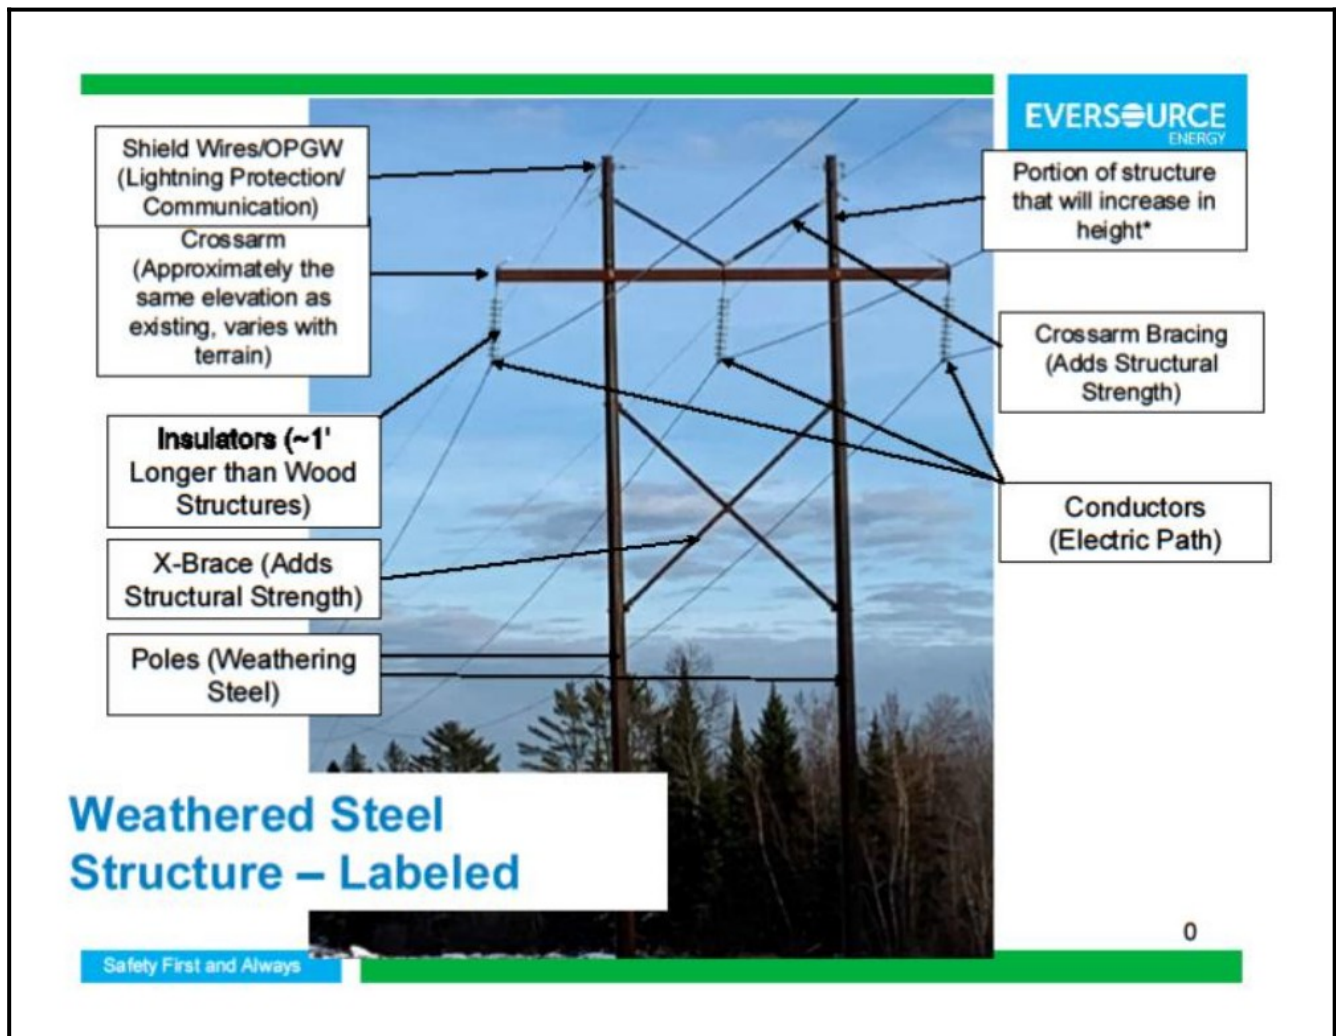 EVERSOURCE
ENERGY
Shield Wires/OPGW
(Lightning Protection/
Communication)
Crossarm
(Approximately the
same elevation as
existing, varies with
terrain)
Insulators (~1'
Longer than Wood
Structures)
X-Brace (Adds
Structural Strength)
Poles (Weathering
Steel)
Portion of structure
that will increase in
height*
Crossarm Bracing
(Adds Structural
Strength)
Conductors
(Electric Path)
Weathered Steel
Structure – Labeled
0
Safety First and Always